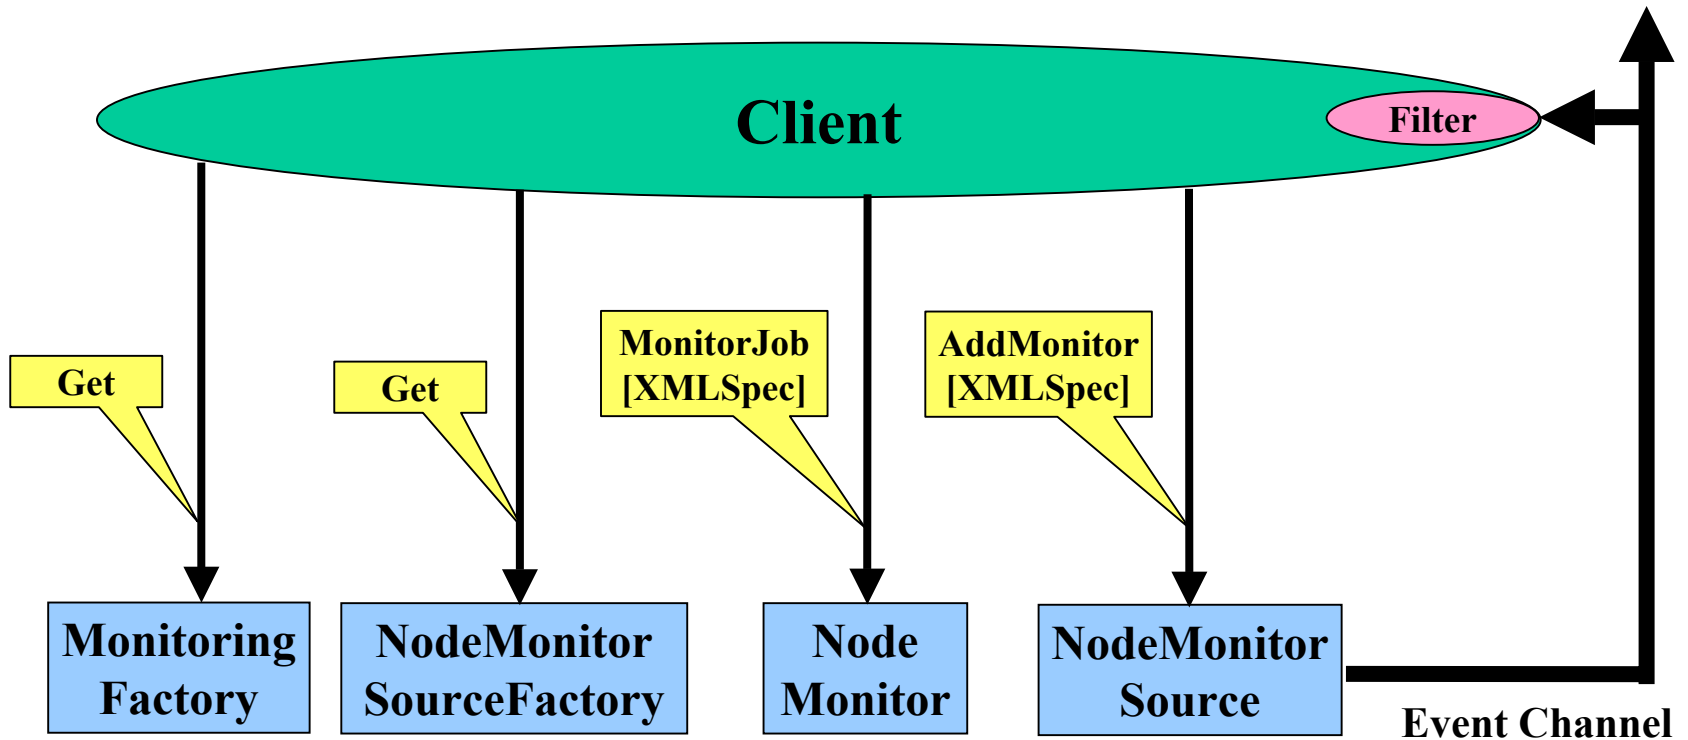 Client
Filter
Get
Get
MonitorJob
[XMLSpec]
AddMonitor
[XMLSpec]
Monitoring
Factory
NodeMonitor
SourceFactory
Node
Monitor
NodeMonitor
Source
Event Channel